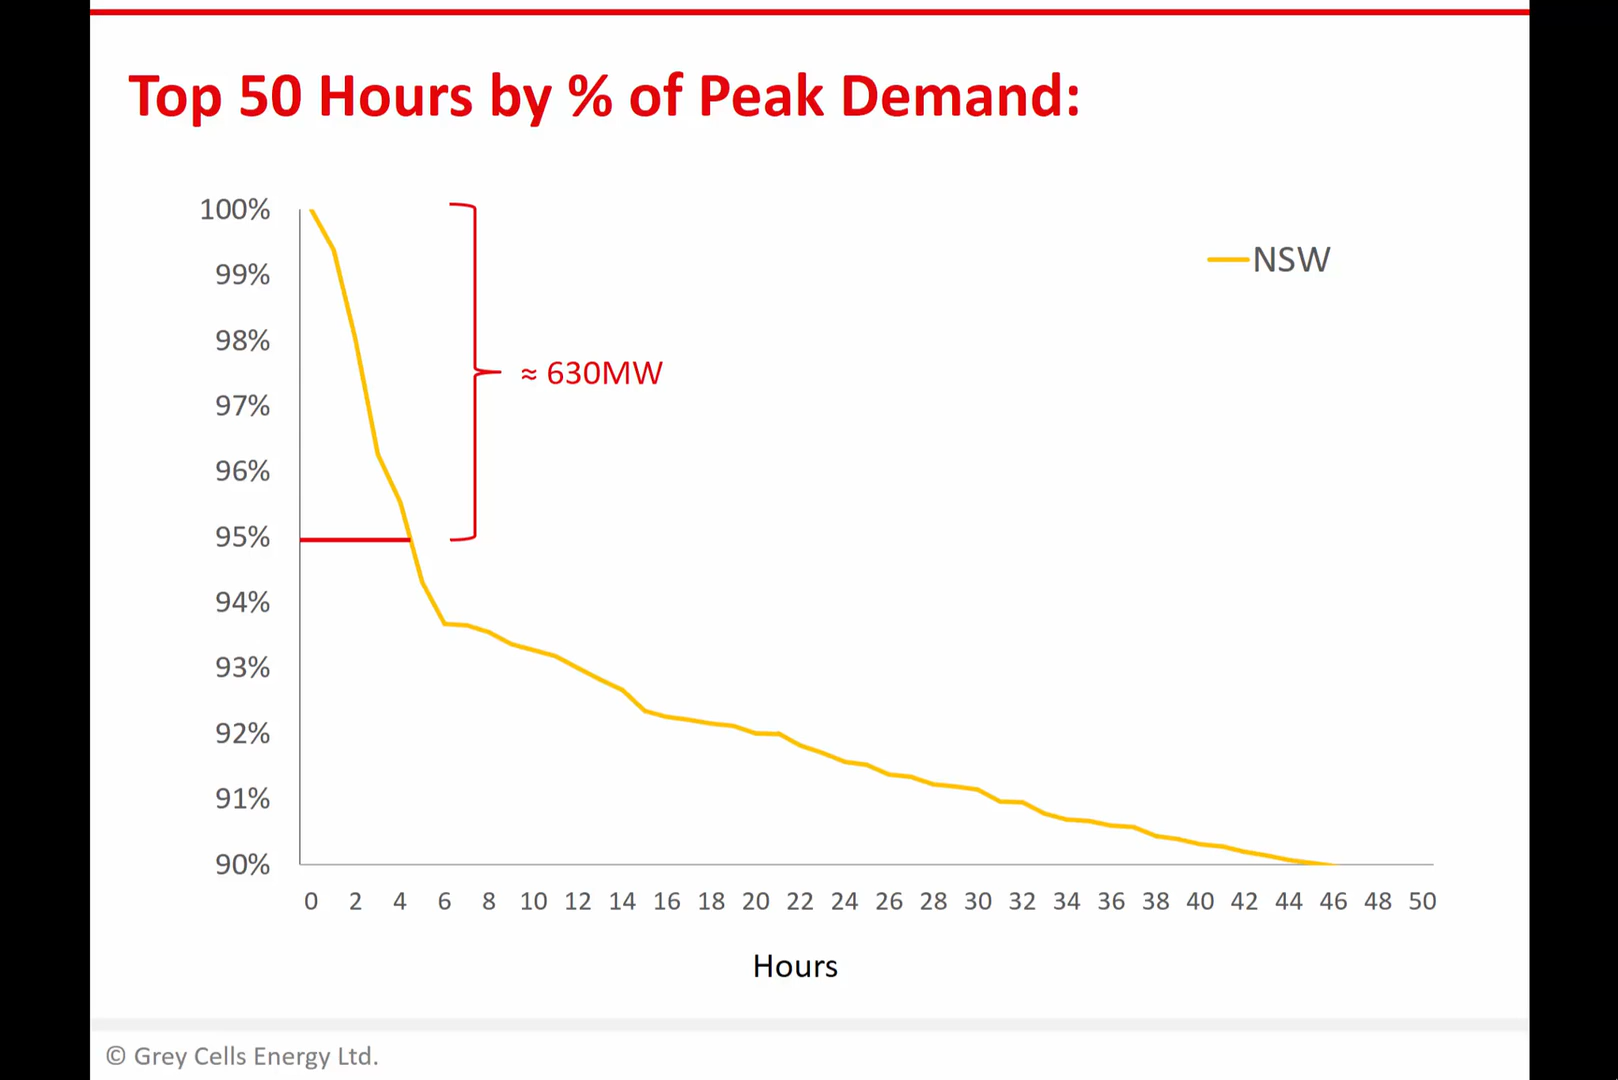 Top 50 Hours by % of Peak Demand:
100%
99%
98%
97%
96%
95%
94%
93%
92%
91%
90%
≈ 630MW
NSW
0 2 4 6 8 10 12 14 16 18 20 22 24 26 28 30 32 34 36 38 40 42 44 46 48 50
Hours
© Grey Cells Energy Ltd.